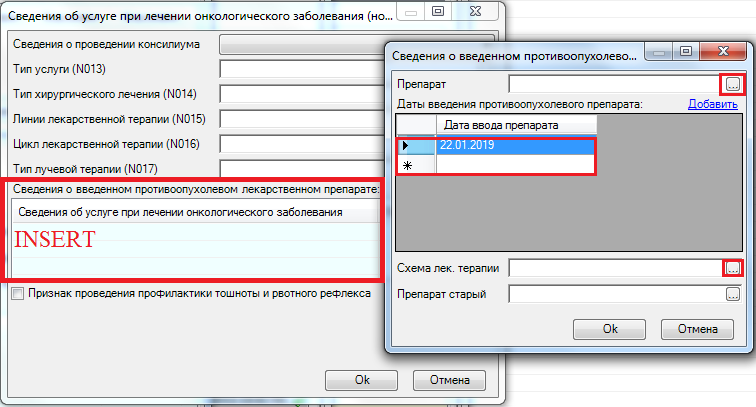 Сведения об услуге при лечении онкологического заболевания (но...
Сведения о проведении консилиума
Тип услуги (N013)
Тип хирургического лечения (N014)
Линии лекарственной терапии (N015)
Цикл лекарственной терапии (N016)
Тип лучевой терапии (N017)
Сведения о введенном противоопухолевом лекарственном препарате:
Сведения об услуге при лечении онкологического заболевания
INSERT
Признак проведения профилактики тошноты и рвотного рефлекса
Ok
Отмена
Сведения о введенном противоопухолево...
Препарат
...
Даты введения противоопухолевого препарата:
Добавить
Дата ввода препарата
22.01.2019
Схема лек. терапии
...
Препарат старый
...
Ok
Отмена